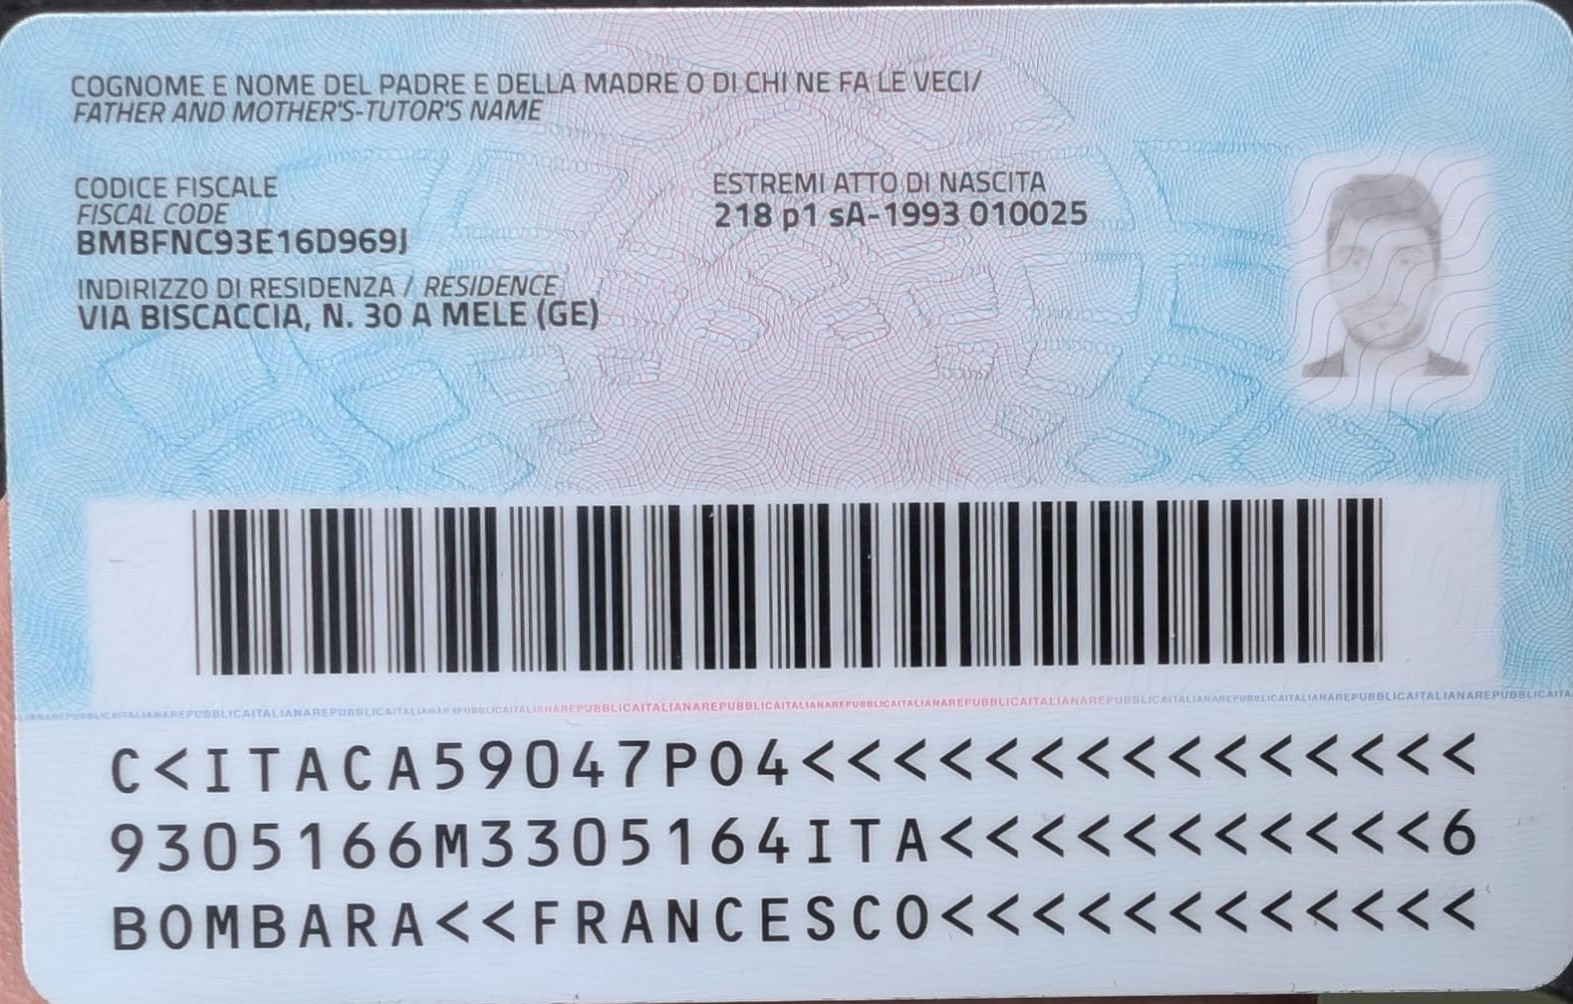 COGNOME E NOME DEL PADRE E DELLA MADRE O DI CHI NE FA LE VECI/
FATHER AND MOTHER'S-TUTOR'S NAME
CODICE FISCALE
FISCAL CODE
BMBFNC93E16D969J
ESTREMI ATTO DI NASCITA
218 p1 sA-1993 010025
INDIRIZZO DI RESIDENZA / RESIDENCE
VIA BISCACCIA, N. 30 A MELE (GE)
C<ITACA59047PO4<<<<<<<<<<<<<<<
9305166M3305164ITA<<<<<<<<<<<6
BOMBARA<<FRANCESCO<<<<<<<<<<<<